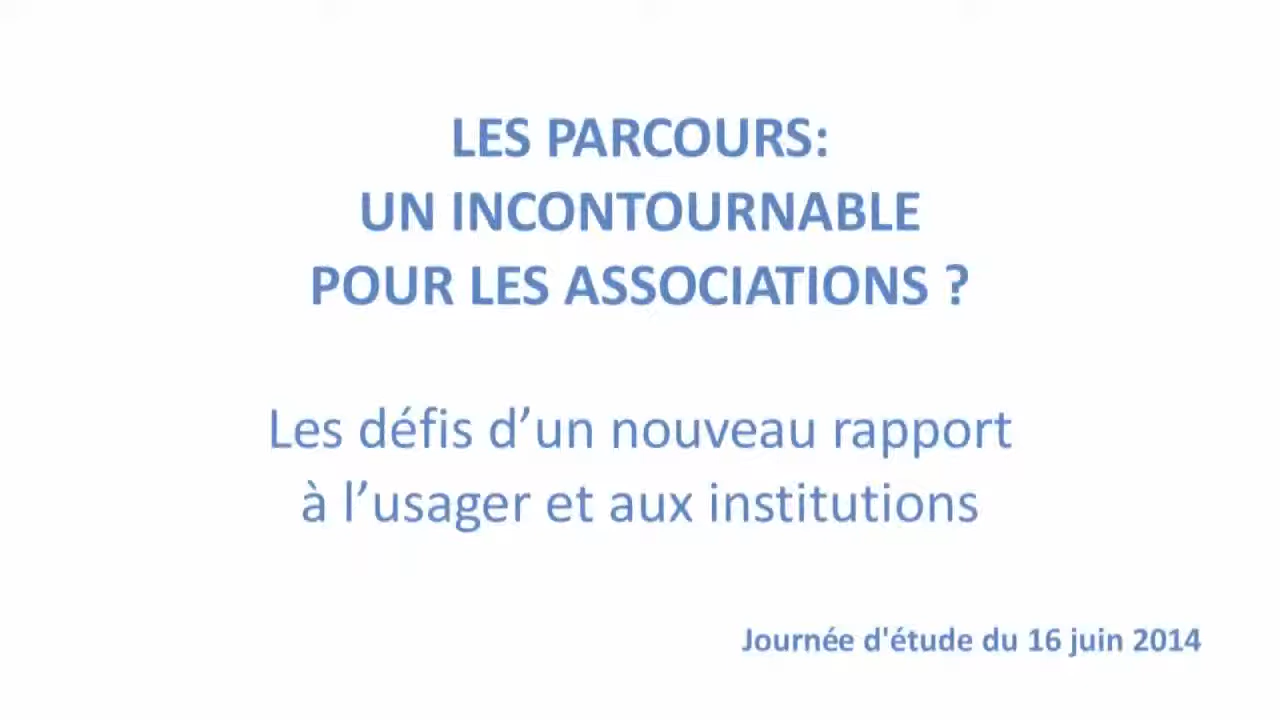 LES PARCOURS:
UN INCONTOURNABLE
POUR LES ASSOCIATIONS ?
Les défis d’un nouveau rapport
à l’usager et aux institutions
Journée d'étude du 16 juin 2014